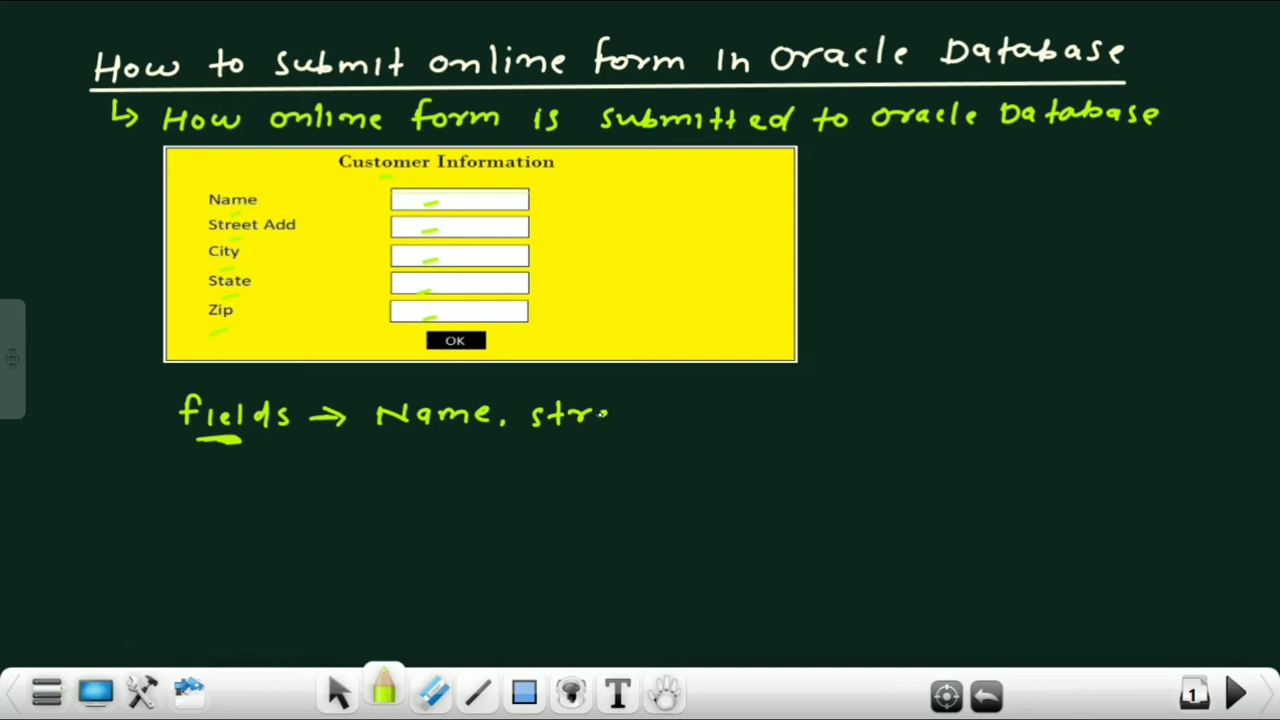 How to submit online form in oracle Database
↳ How online form is submitted to oracle Database
Customer Information
Name
Street Add
City
State
Zip
OK
fields → Name, str
1